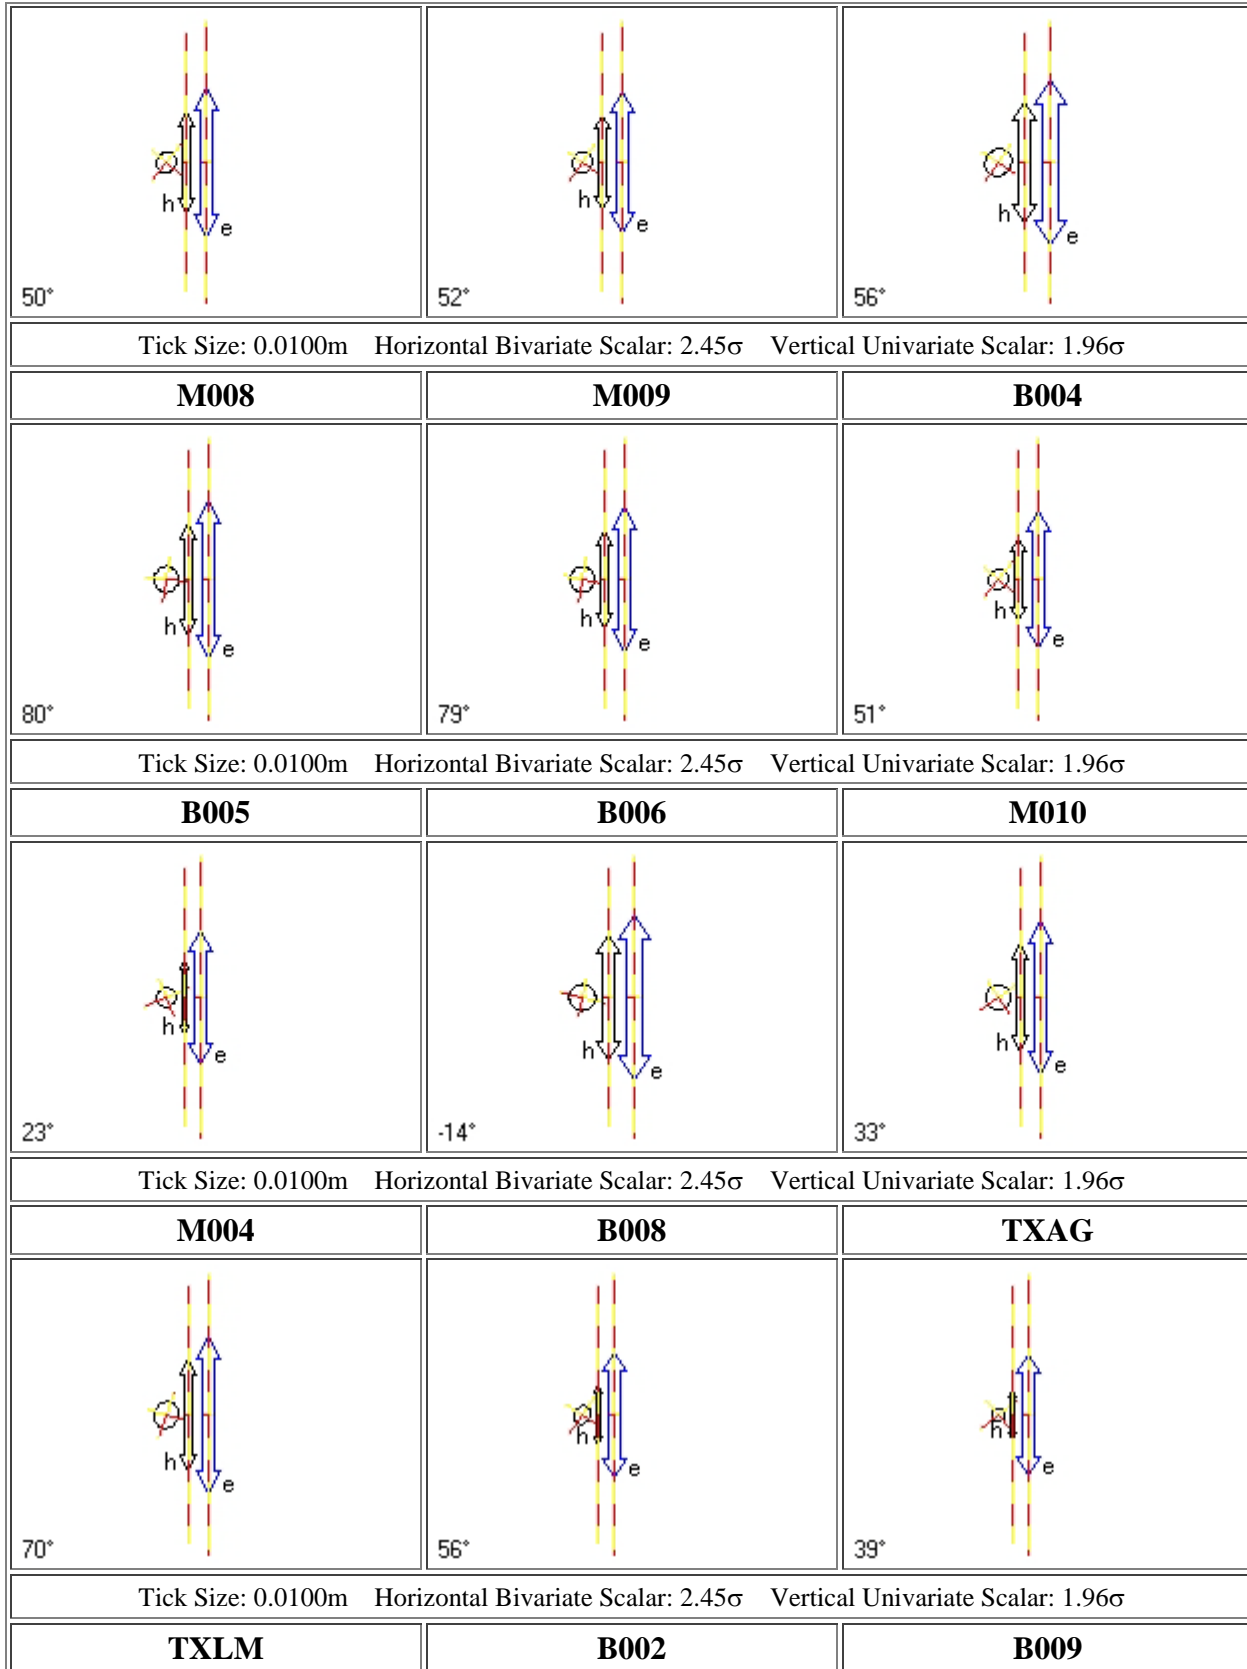 h e h e h e
50° 52° 56°
Tick Size: 0.0100m Horizontal Bivariate Scalar: 2.45σ Vertical Univariate Scalar: 1.96σ
M008 M009 B004
h e h e h e
80° 79° 51°
Tick Size: 0.0100m Horizontal Bivariate Scalar: 2.45σ Vertical Univariate Scalar: 1.96σ
B005 B006 M010
h e h e h e
23° -14° 33°
Tick Size: 0.0100m Horizontal Bivariate Scalar: 2.45σ Vertical Univariate Scalar: 1.96σ
M004 B008 TXAG
h e h e h e
70° 56° 39°
Tick Size: 0.0100m Horizontal Bivariate Scalar: 2.45σ Vertical Univariate Scalar: 1.96σ
TXLM B002 B009